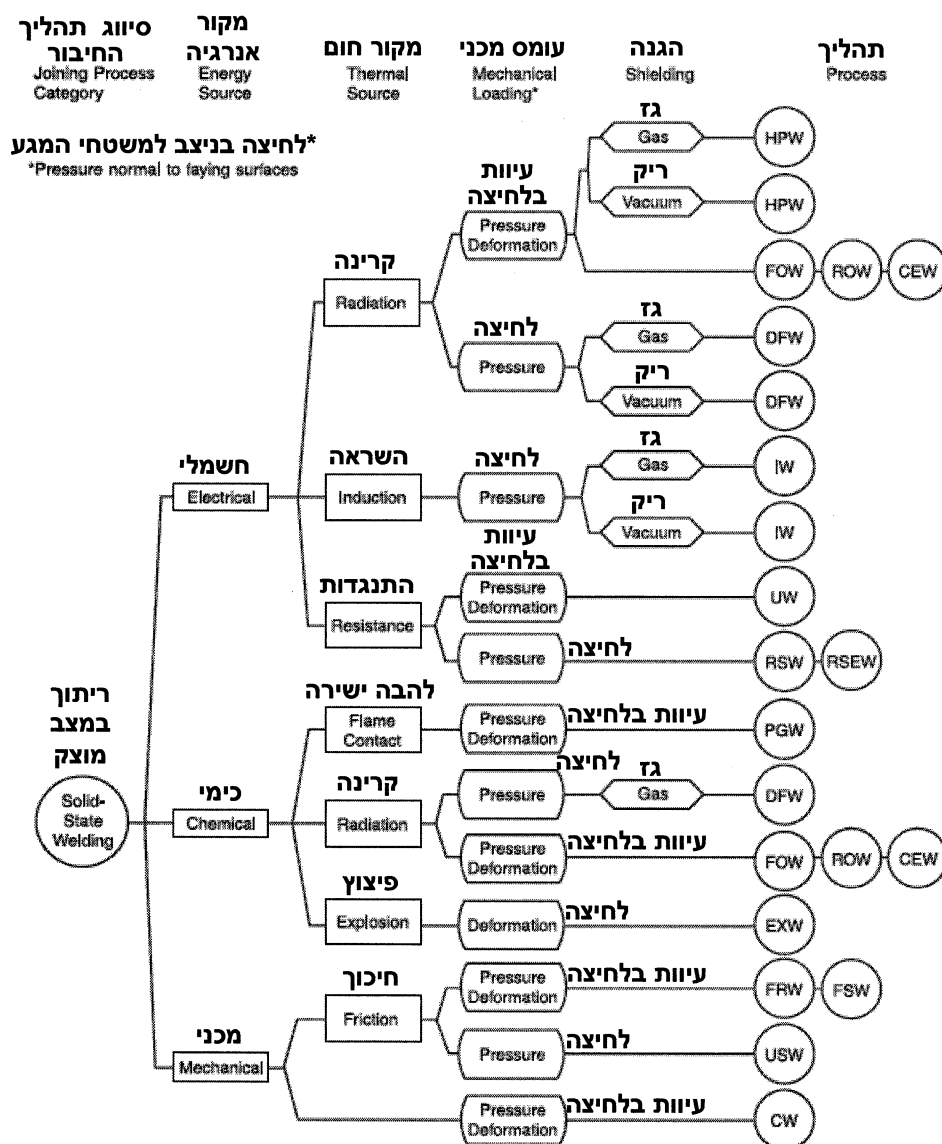 סיווג תהליך
החיבור
Joining Process
Category
מקור
אנרגיה
Energy
Source
מקור חום
Thermal
Source
עומס מכני
Mechanical
Loading*
הגנה
Shielding
תהליך
Process
*לחיצה בניצב למשטחי המגע
*Pressure normal to faying surfaces
גז
Gas
HPW
ריק
Vacuum
HPW
עיוות
בלחיצה
Pressure
Deformation
FOW ROW CEW
קרינה
Radiation
גז
Gas
DFW
לחיצה
Pressure
ריק
Vacuum
DFW
גז
Gas
IW
חשמלי
Electrical
השראה
Induction
לחיצה
Pressure
ריק
Vacuum
IW
עיוות
בלחיצה
Pressure
Deformation
UW
התנגדות
Resistance
Pressure
לחיצה
RSW RSEW
ריתוך
במצב
מוצק
Solid-
State
Welding
להבה ישירה
Flame
Contact
Pressure
Deformation
עיוות בלחיצה
PGW
כימי
Chemical
קרינה
Radiation
לחיצה
Pressure
גז
Gas
DFW
Pressure
Deformation
עיוות בלחיצה
FOW ROW CEW
פיצוץ
Explosion
Deformation
לחיצה
EXW
חיכוך
Friction
Pressure
Deformation
עיוות בלחיצה
FRW FSW
מכני
Mechanical
Pressure
לחיצה
USW
Pressure
Deformation
עיוות בלחיצה
CW